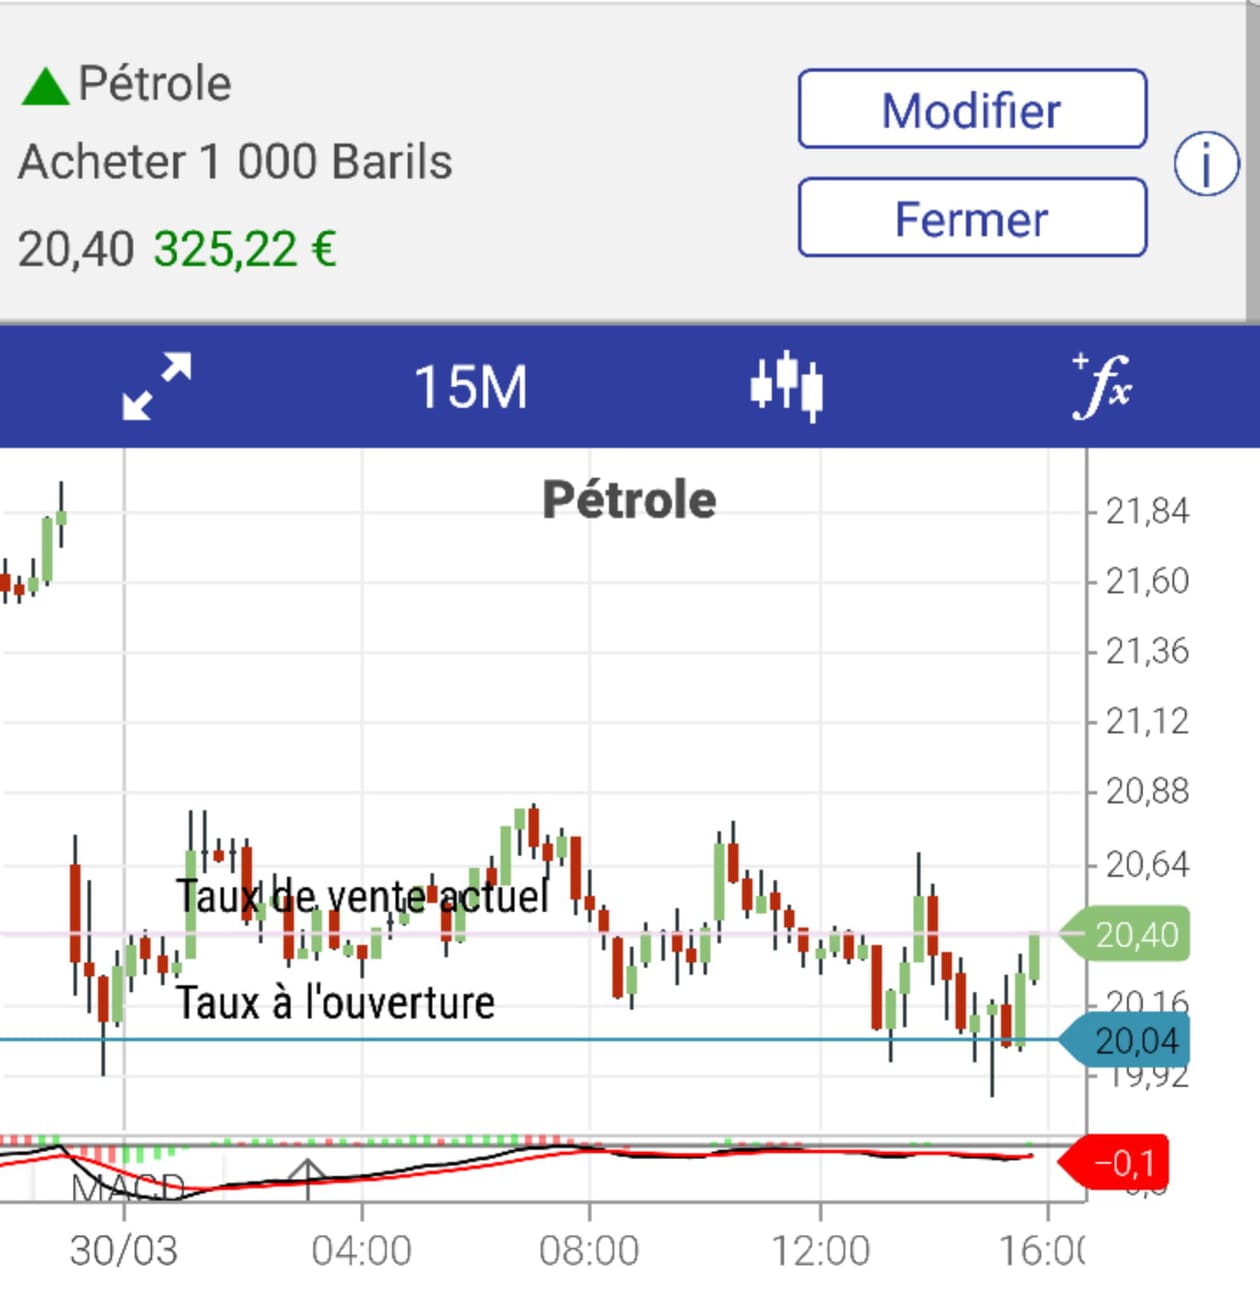 Pétrole
Acheter 1 000 Barils
20,40 325,22 €
Modifier
Fermer
i
15M
+fx
Pétrole
21,84
21,60
21,36
21,12
20,88
20,64
Taux de vente actuel
20,40
Taux à l'ouverture
20,16
20,04
19,92
−0,1
MACD
30/03
04:00
08:00
12:00
16:0